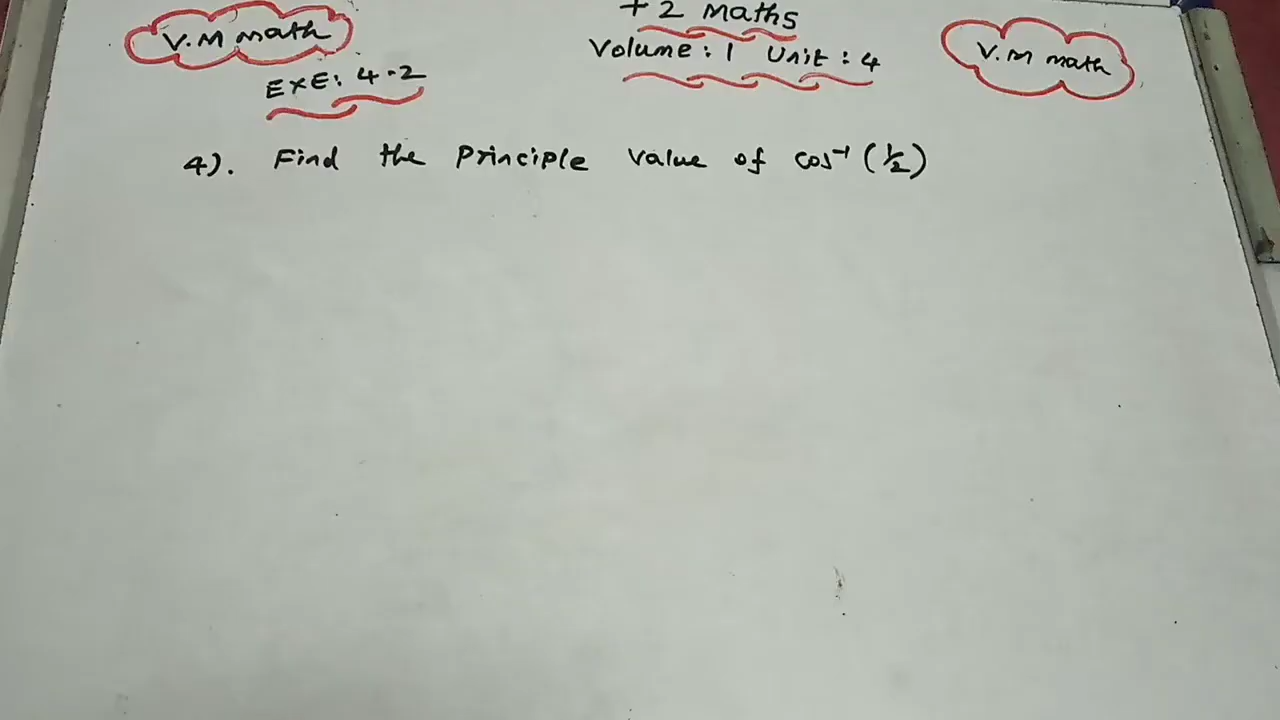 V.M math
+2 Maths
Volume : 1 Unit : 4
V.M math
EXE: 4.2
4). Find the Principle Value of cos⁻¹ (1/2)